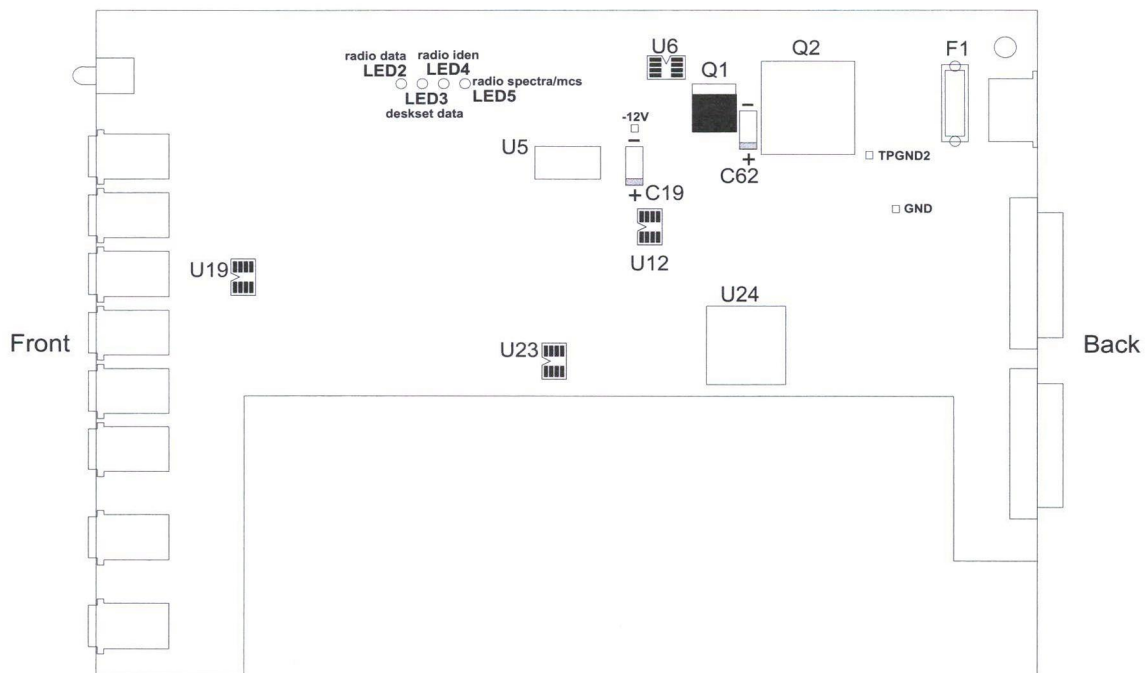 radio data
LED2
radio iden
LED4
LED3
deskset data
radio spectra/mcs
LED5
U6
Q1
Q2
F1
-12V
−
+
C19
−
+
C62
U5
TPGND2
GND
U12
U19
U24
U23
Front
Back